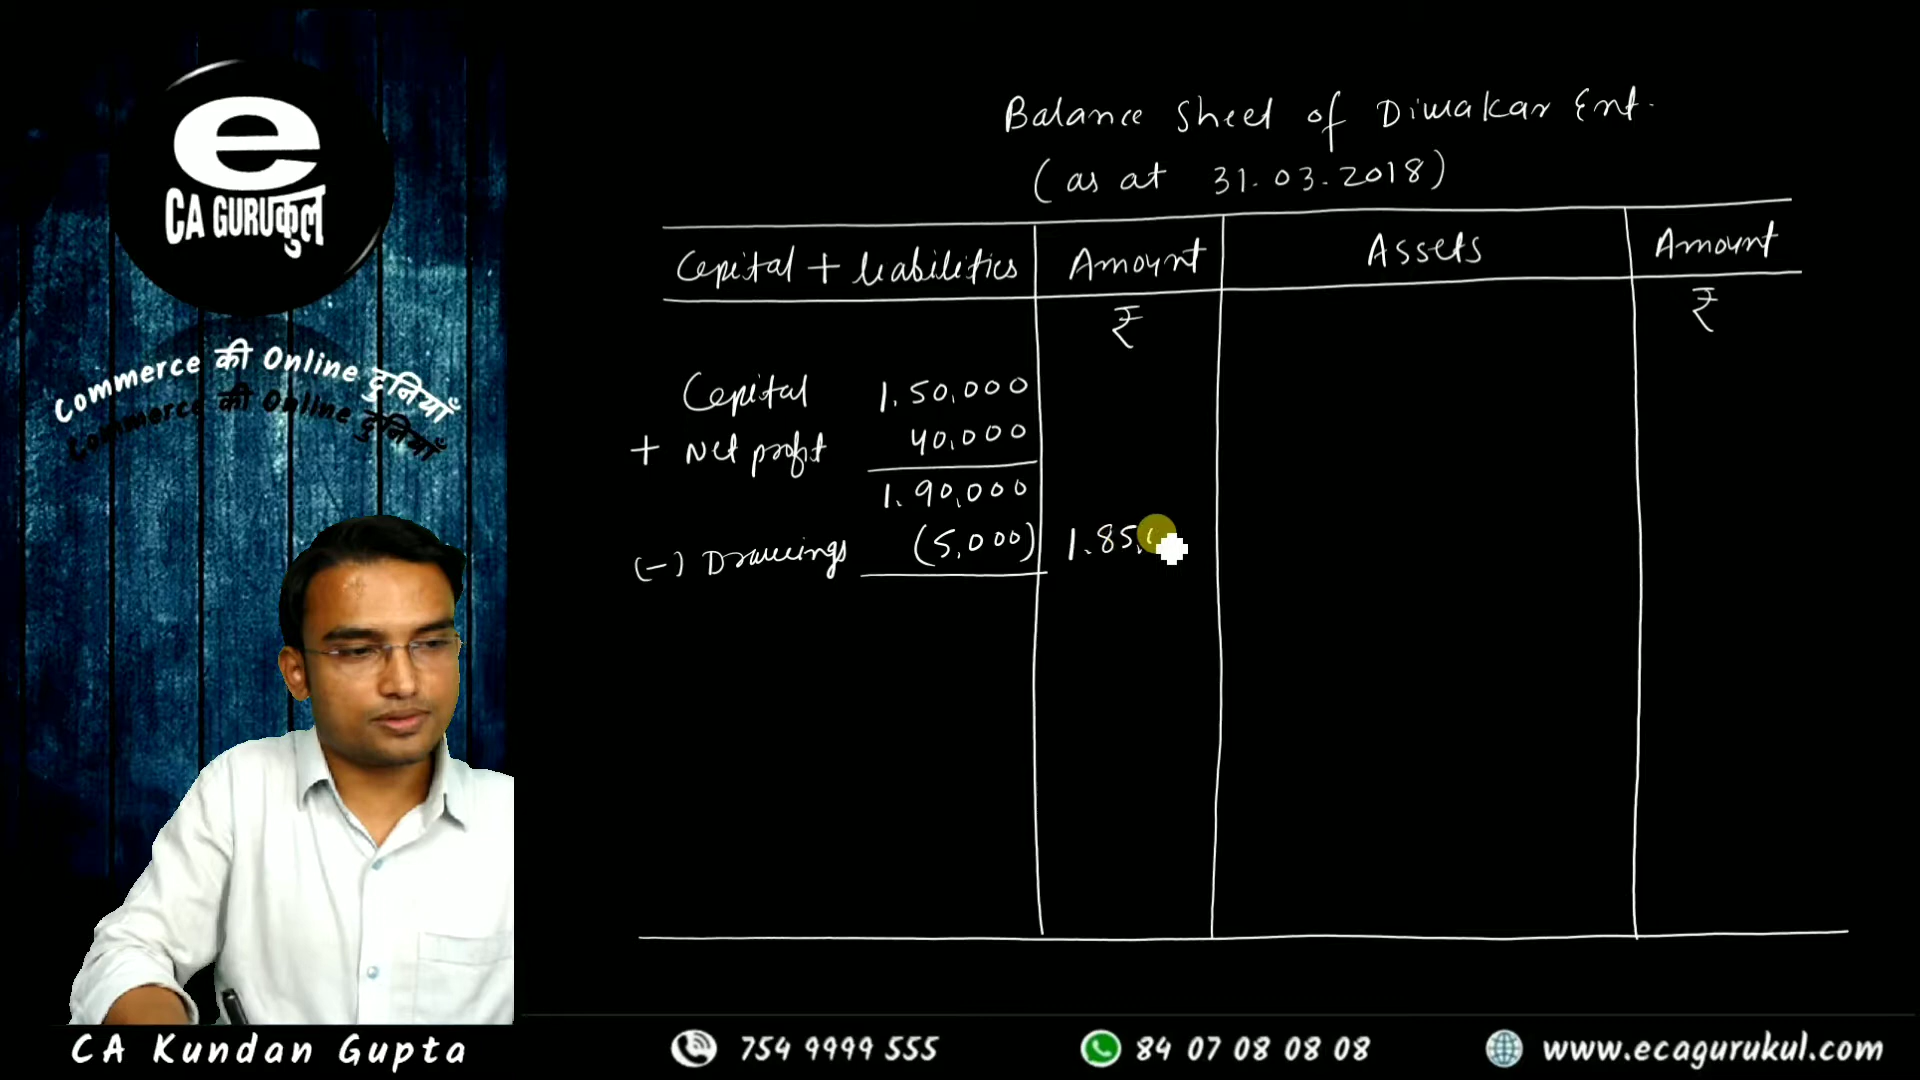 e
CA GURUकुल
Commerce की Online दुनियाँ
Commerce की Online दुनियाँ
Balance Sheet of Diwakar Ent.
(as at 31.03.2018)
Capital + liabilities Amount Assets Amount
₹ ₹
Capital 1.50,000
+ Net profit 40,000
1.90,000
(-) Drawings (5,000) 1.85,
CA Kundan Gupta 754 9999 555 84 07 08 08 08 www.ecagurukul.com